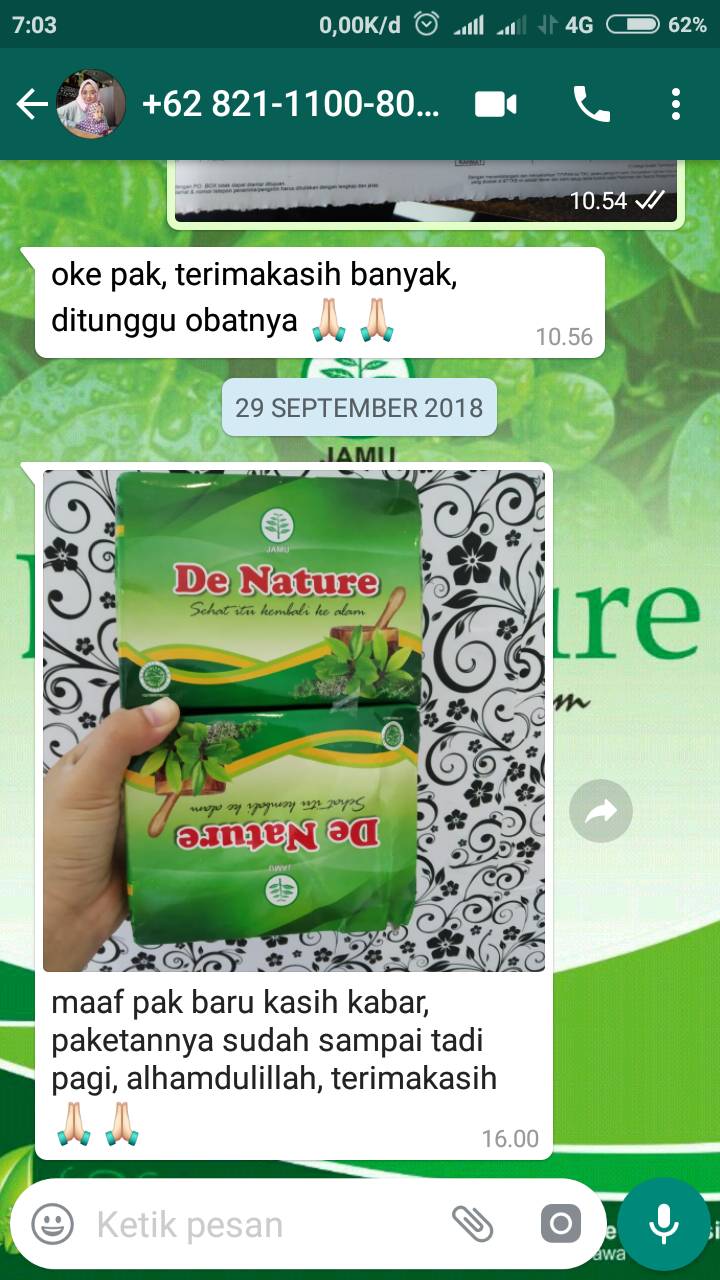 7:03
0,00K/d
4G
62%
+62 821-1100-80...
10.54
oke pak, terimakasih banyak,
ditunggu obatnya 🙏🏻 🙏🏻
10.56
29 SEPTEMBER 2018
JAMU
JAMU
De Nature
Sehat itu kembali ke alam
Sehat itu kembali ke alam
De Nature
JAMU
ure
m
maaf pak baru kasih kabar,
paketannya sudah sampai tadi
pagi, alhamdulillah, terimakasih
🙏🏻 🙏🏻
16.00
Ketik pesan